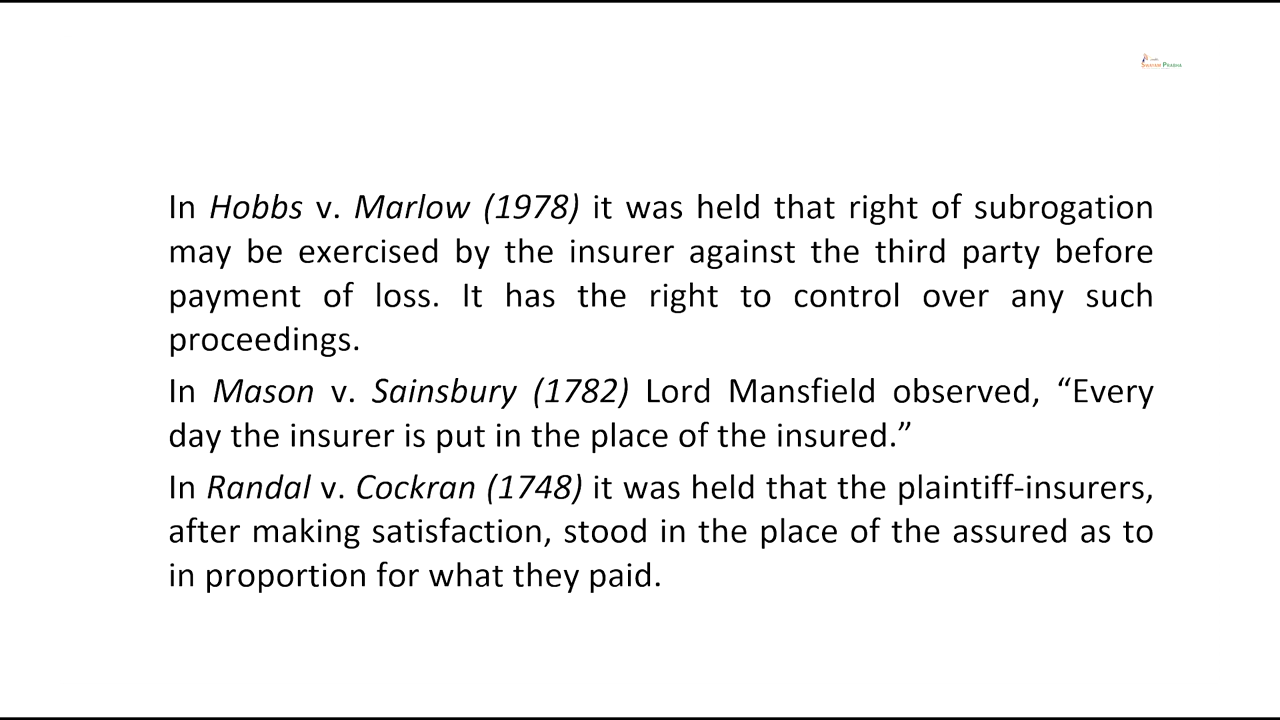 SWAYAM PRABHA
In Hobbs v. Marlow (1978) it was held that right of subrogation
may be exercised by the insurer against the third party before
payment of loss. It has the right to control over any such
proceedings.
In Mason v. Sainsbury (1782) Lord Mansfield observed, “Every
day the insurer is put in the place of the insured.”
In Randal v. Cockran (1748) it was held that the plaintiff-insurers,
after making satisfaction, stood in the place of the assured as to
in proportion for what they paid.